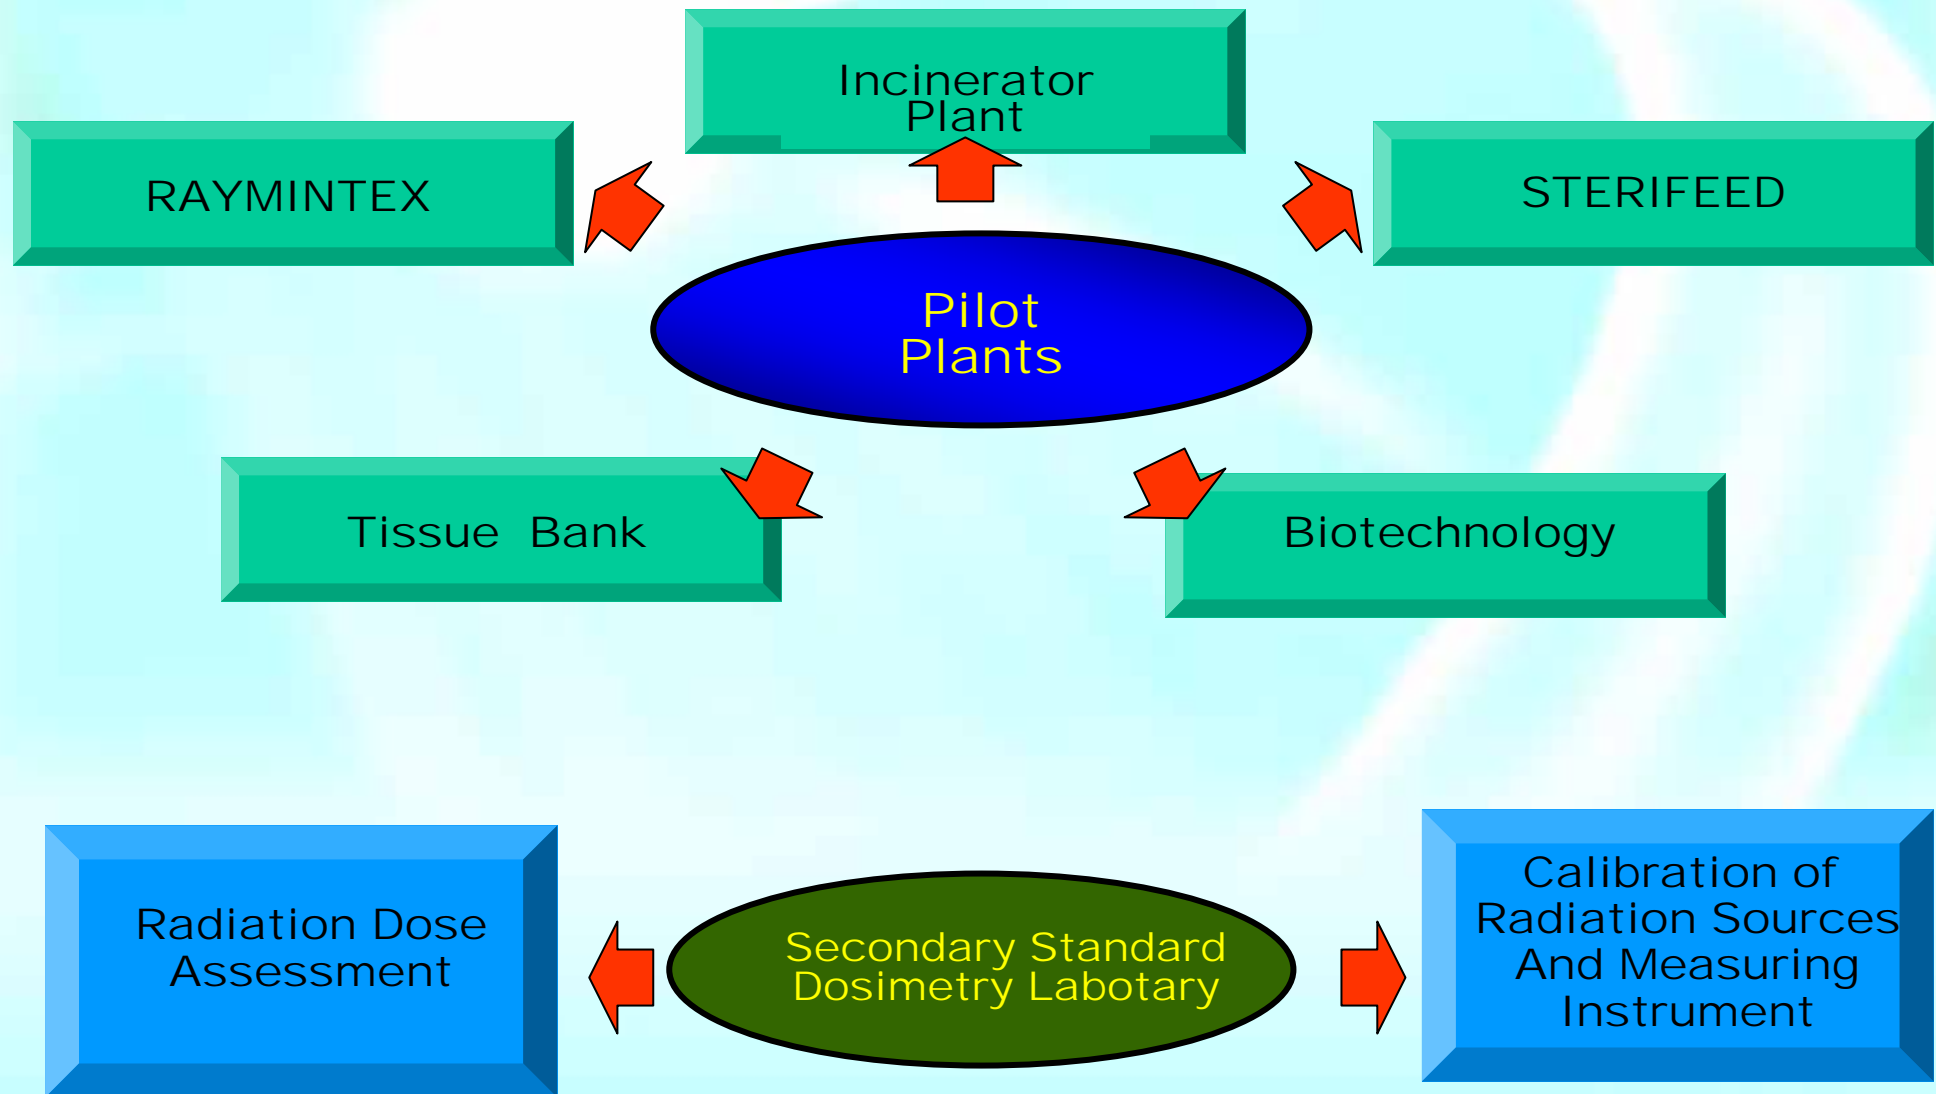 Incinerator
Plant
RAYMINTEX
STERIFEED
Pilot
Plants
Tissue Bank
Biotechnology
Radiation Dose
Assessment
Secondary Standard
Dosimetry Labotary
Calibration of
Radiation Sources
And Measuring
Instrument